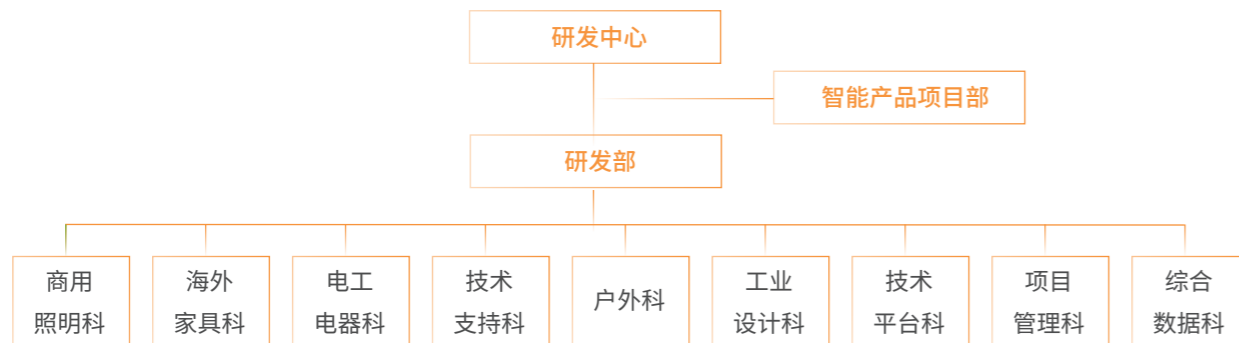 研发中心
智能产品项目部
研发部
商用
照明科
海外
家具科
电工
电器科
技术
支持科
户外科
工业
设计科
技术
平台科
项目
管理科
综合
数据科